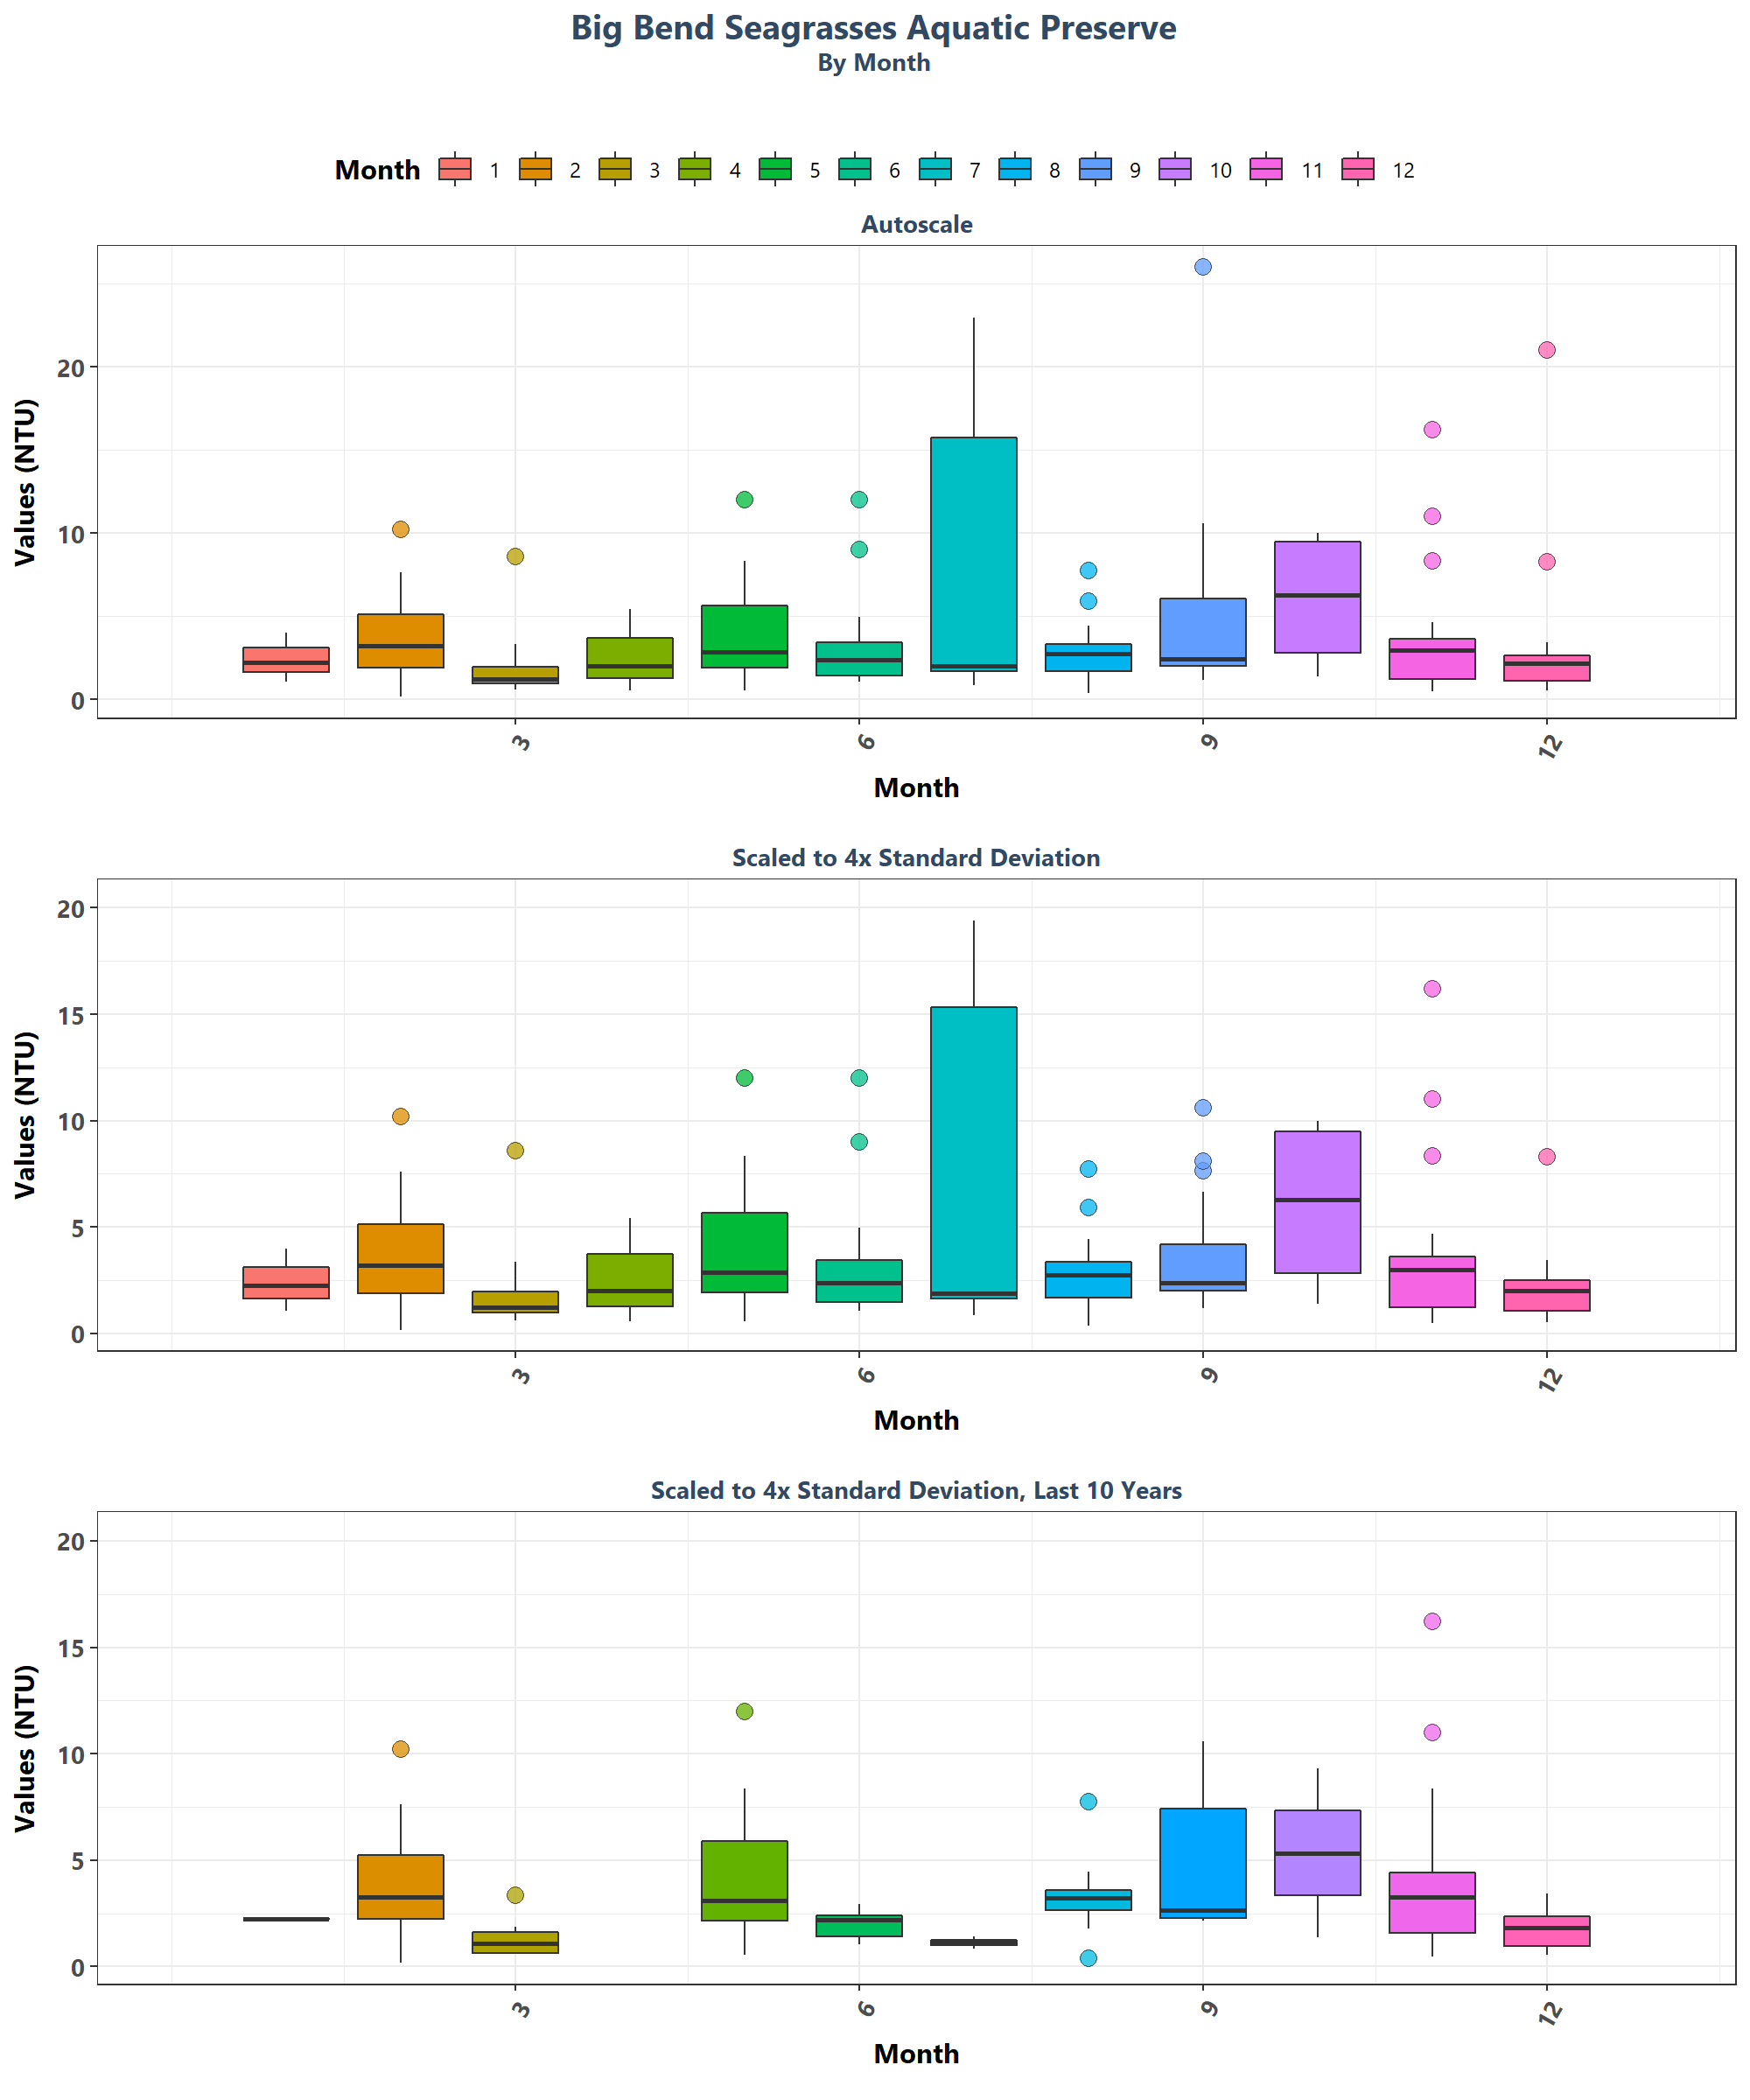 Big Bend Seagrasses Aquatic Preserve
By Month
Month 1 2 3 4 5 6 7 8 9 10 11 12
Autoscale
Values (NTU)
20
10
0
3 6 9 12
Month
Scaled to 4x Standard Deviation
Values (NTU)
20
15
10
5
0
3 6 9 12
Month
Scaled to 4x Standard Deviation, Last 10 Years
Values (NTU)
20
15
10
5
0
3 6 9 12
Month